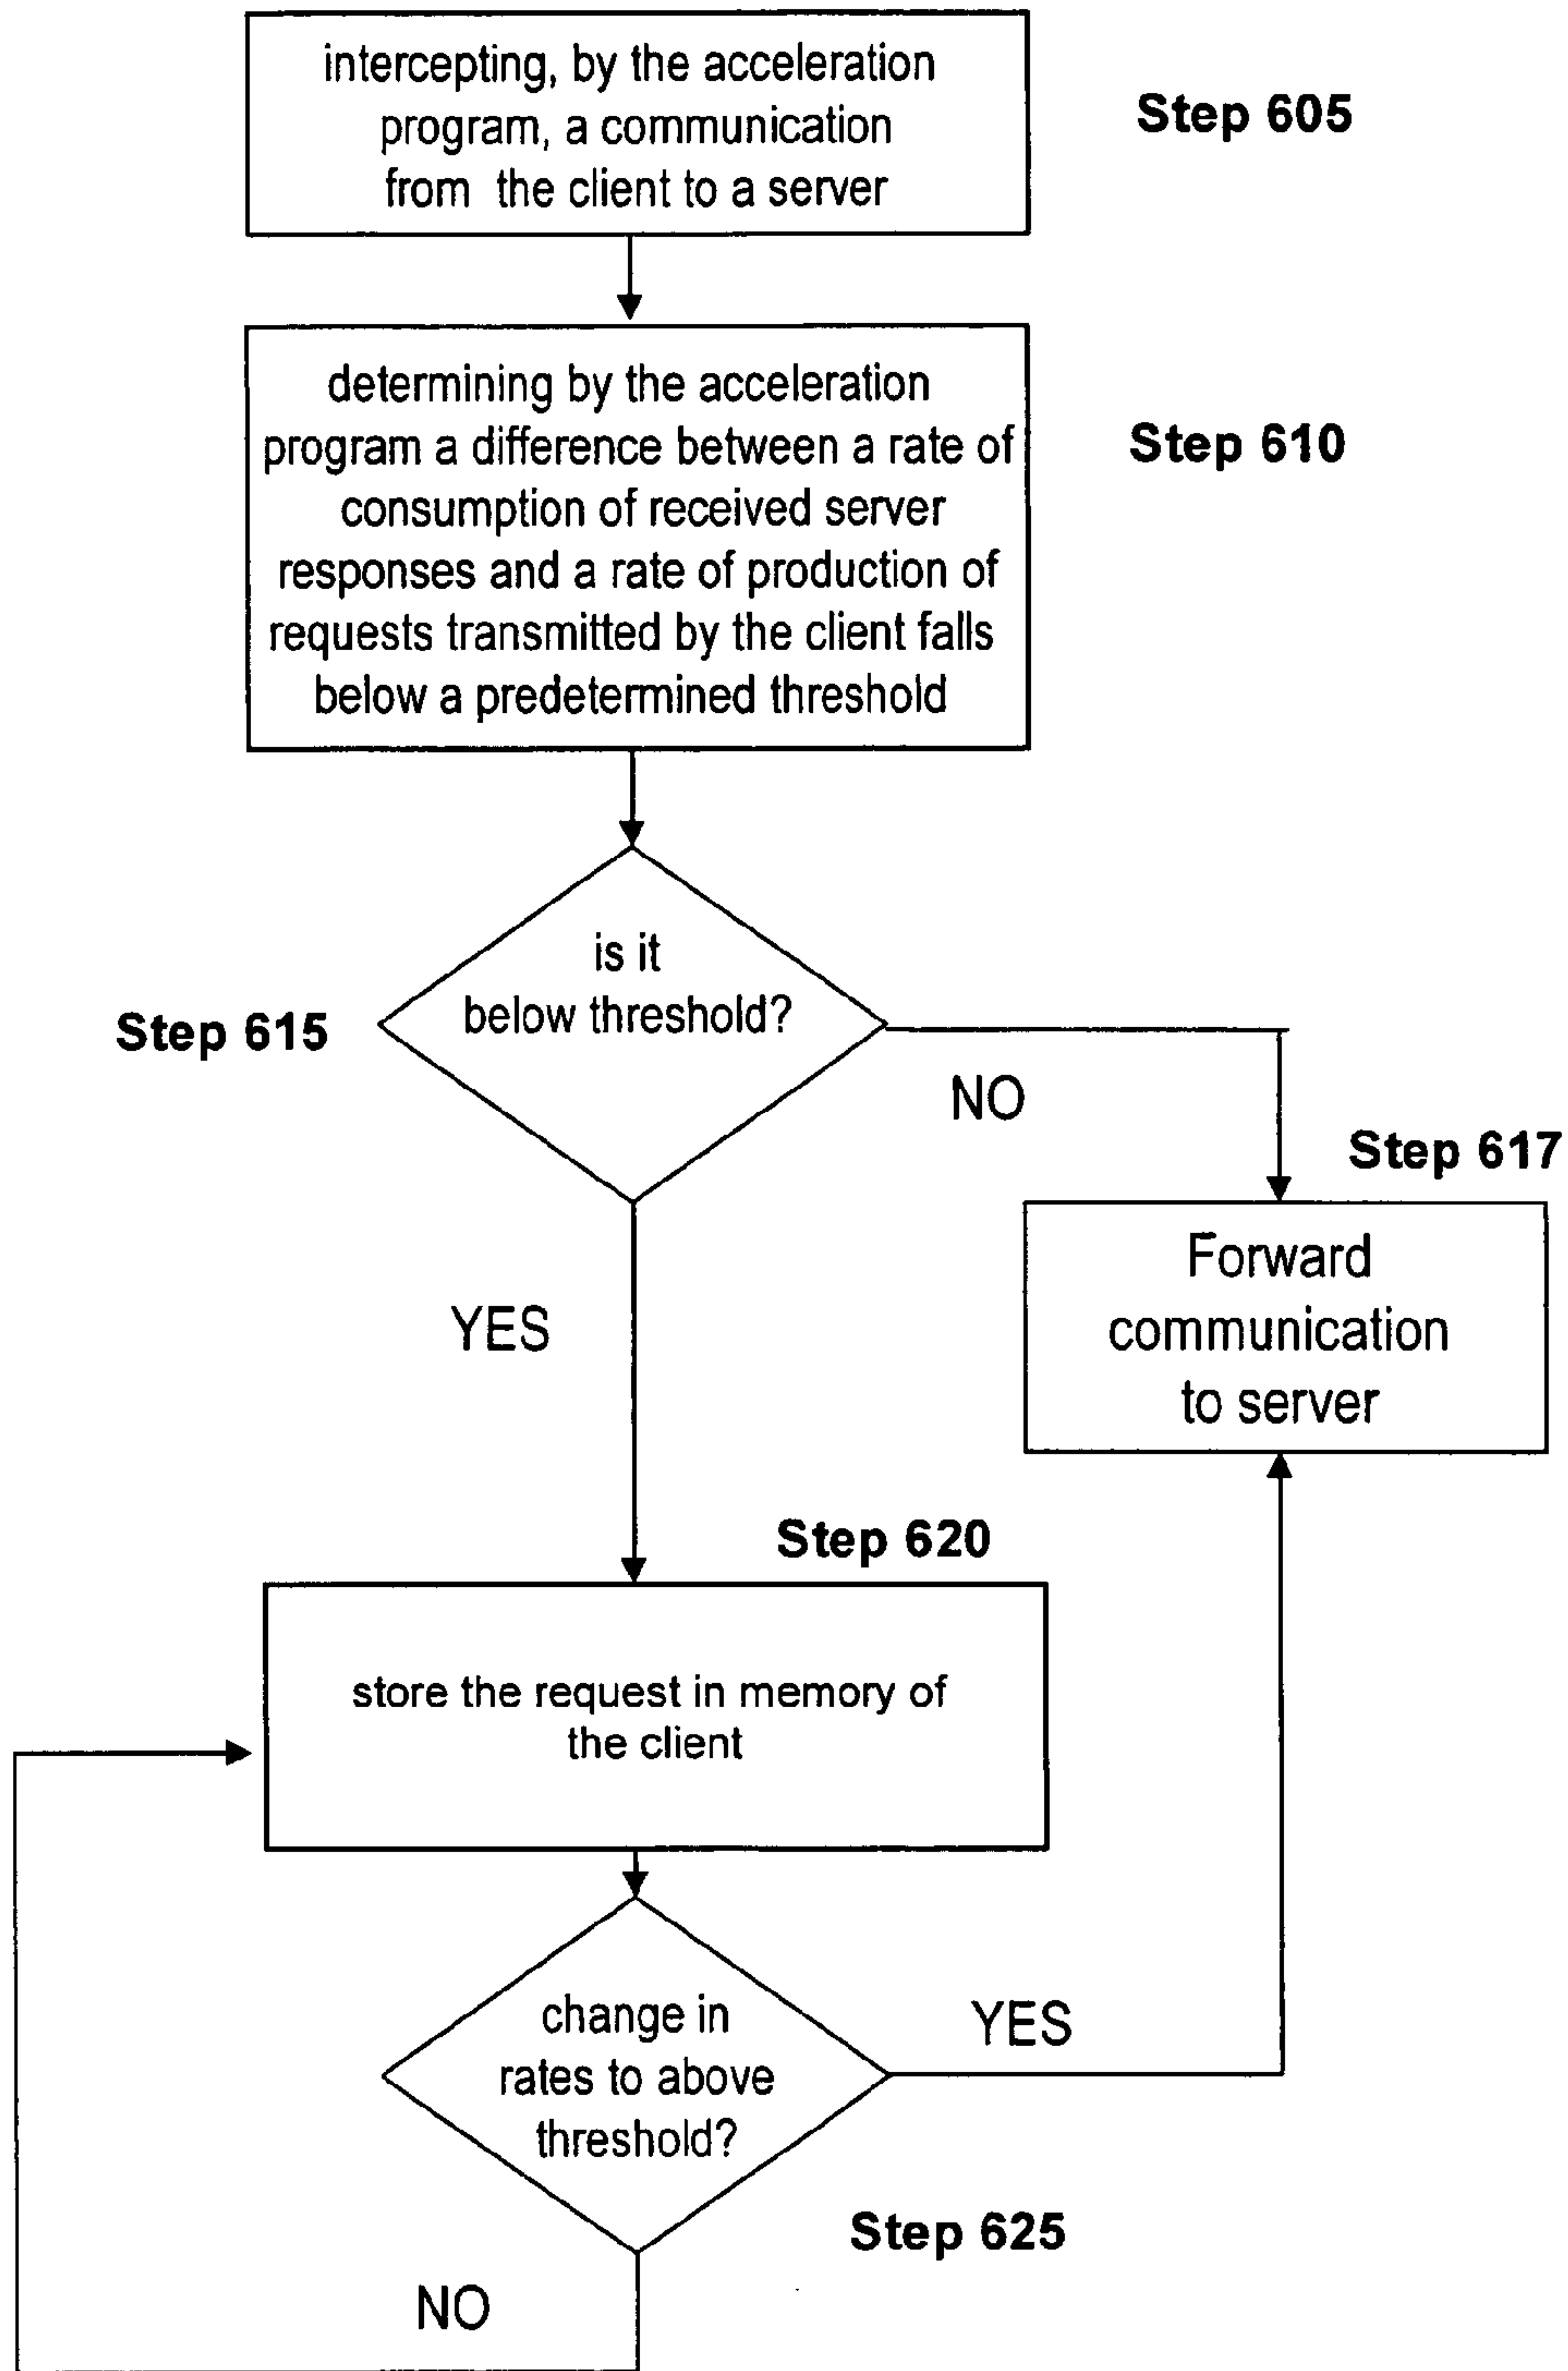 intercepting, by the acceleration
program, a communication
from the client to a server
Step 605
determining by the acceleration
program a difference between a rate of
consumption of received server
responses and a rate of production of
requests transmitted by the client falls
below a predetermined threshold
Step 610
is it
below threshold?
Step 615
NO
Step 617
Forward
communication
to server
YES
Step 620
store the request in memory of
the client
change in
rates to above
threshold?
YES
Step 625
NO